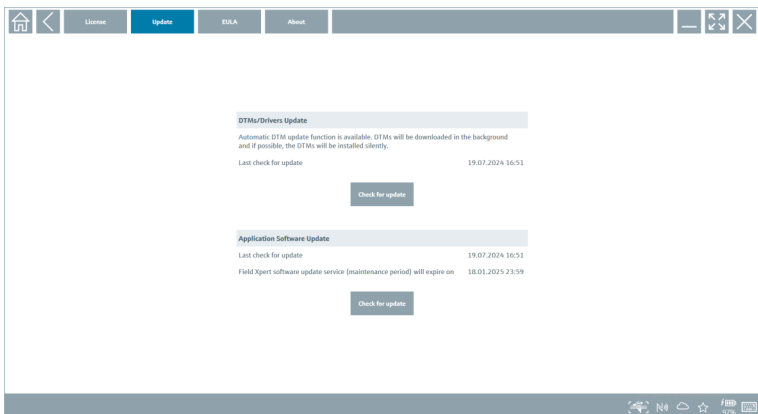 License Update EULA About
DTMs/Drivers Update
Automatic DTM update function is available. DTMs will be downloaded in the background
and if possible, the DTMs will be installed silently.
Last check for update 19.07.2024 16:51
Check for update
Application Software Update
Last check for update 19.07.2024 16:51
Field Xpert software update service (maintenance period) will expire on 18.01.2025 23:59
Check for update
97%